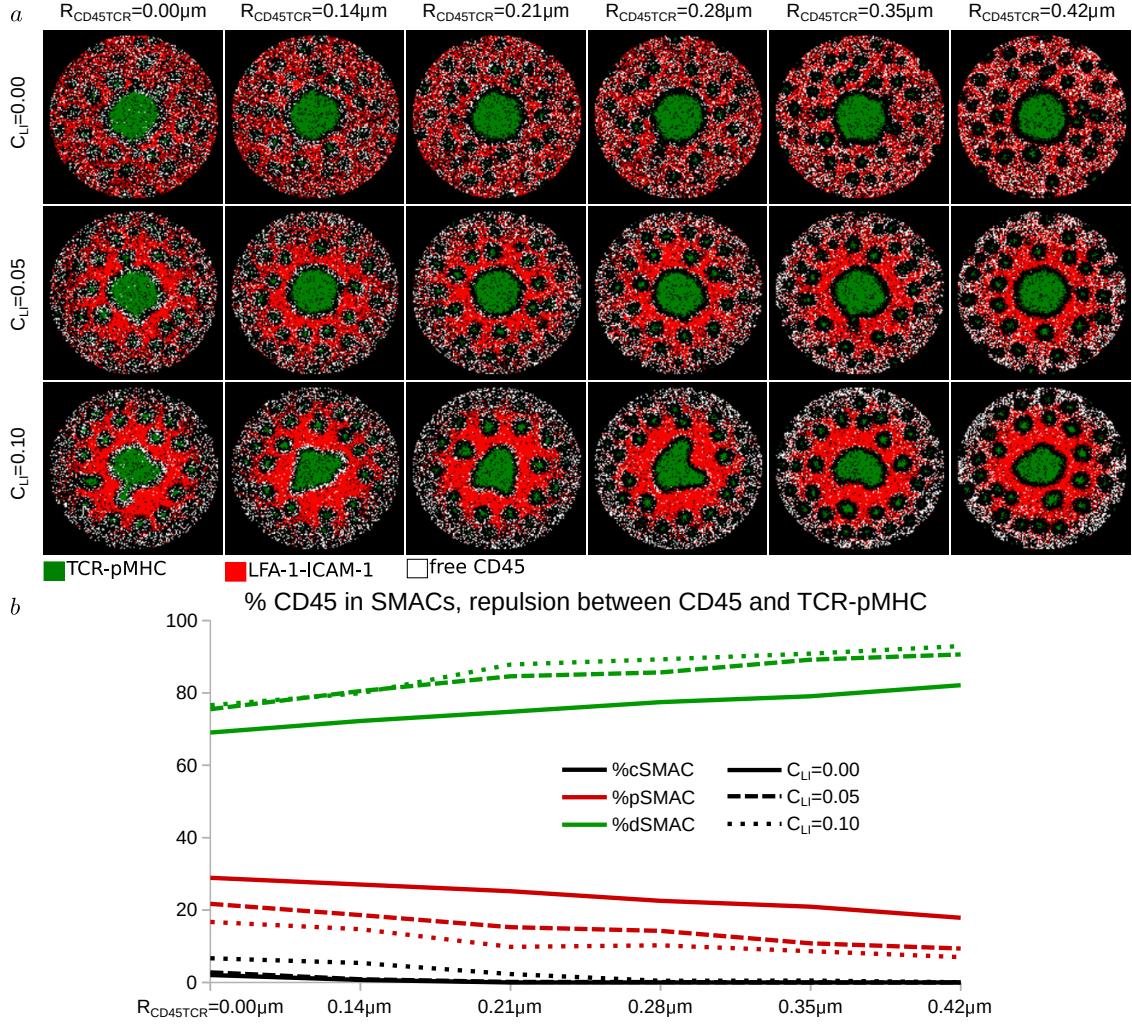 a
R_CD45TCR=0.00µm R_CD45TCR=0.14µm R_CD45TCR=0.21µm R_CD45TCR=0.28µm R_CD45TCR=0.35µm R_CD45TCR=0.42µm
C_LI=0.00
C_LI=0.05
C_LI=0.10
TCR-pMHC LFA-1-ICAM-1 free CD45
b
% CD45 in SMACs, repulsion between CD45 and TCR-pMHC
100
80
60
40
20
0
%cSMAC C_LI=0.00
%pSMAC C_LI=0.05
%dSMAC C_LI=0.10
R_CD45TCR=0.00µm 0.14µm 0.21µm 0.28µm 0.35µm 0.42µm